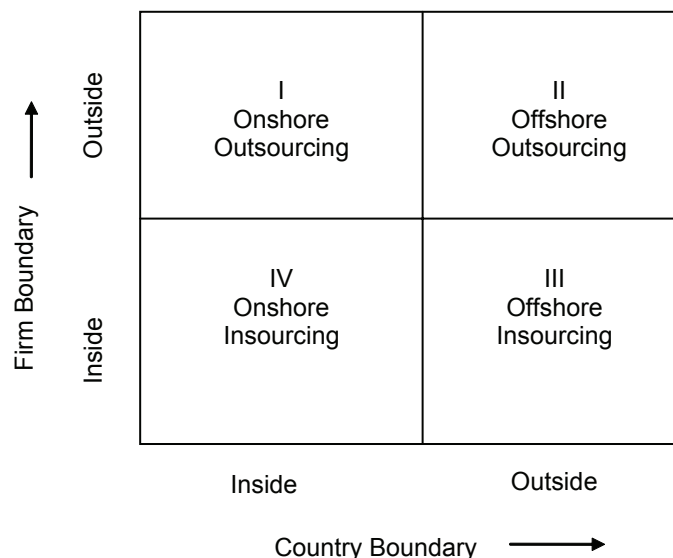 I
Onshore
Outsourcing
II
Offshore
Outsourcing
IV
Onshore
Insourcing
III
Offshore
Insourcing
Firm Boundary
Outside
Inside
Inside
Outside
Country Boundary